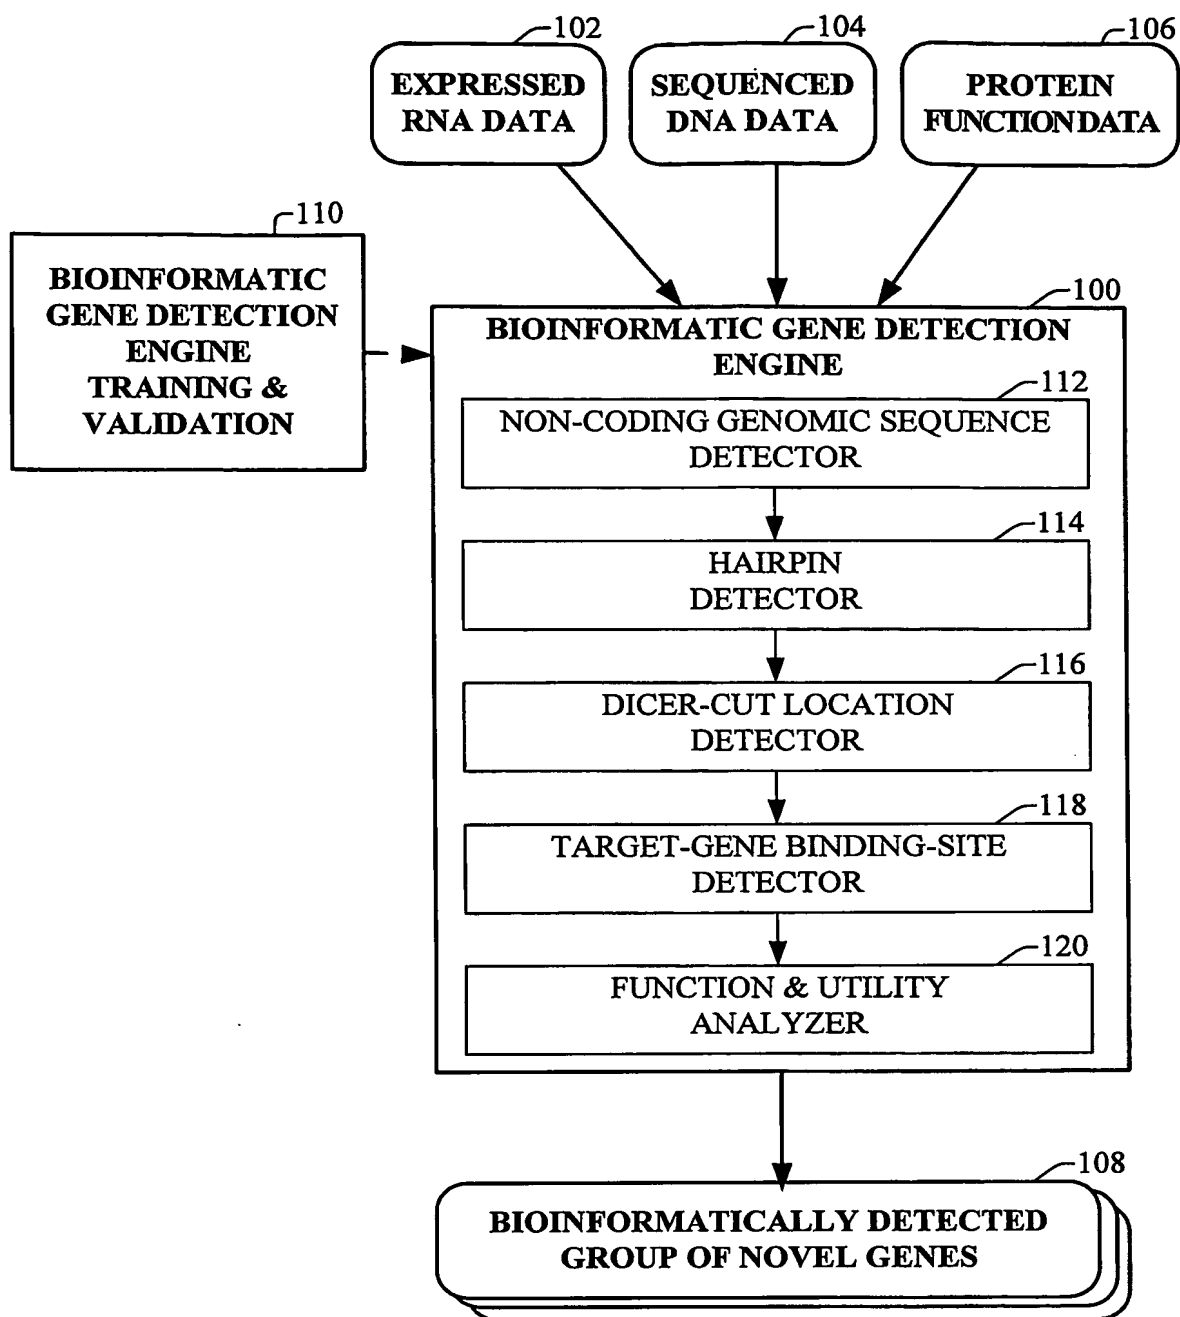 102
104
106
EXPRESSED
RNA DATA
SEQUENCED
DNA DATA
PROTEIN
FUNCTION DATA
110
BIOINFORMATIC
GENE DETECTION
ENGINE
TRAINING &
VALIDATION
100
BIOINFORMATIC GENE DETECTION
ENGINE
112
NON-CODING GENOMIC SEQUENCE
DETECTOR
114
HAIRPIN
DETECTOR
116
DICER-CUT LOCATION
DETECTOR
118
TARGET-GENE BINDING-SITE
DETECTOR
120
FUNCTION & UTILITY
ANALYZER
108
BIOINFORMATICALLY DETECTED
GROUP OF NOVEL GENES